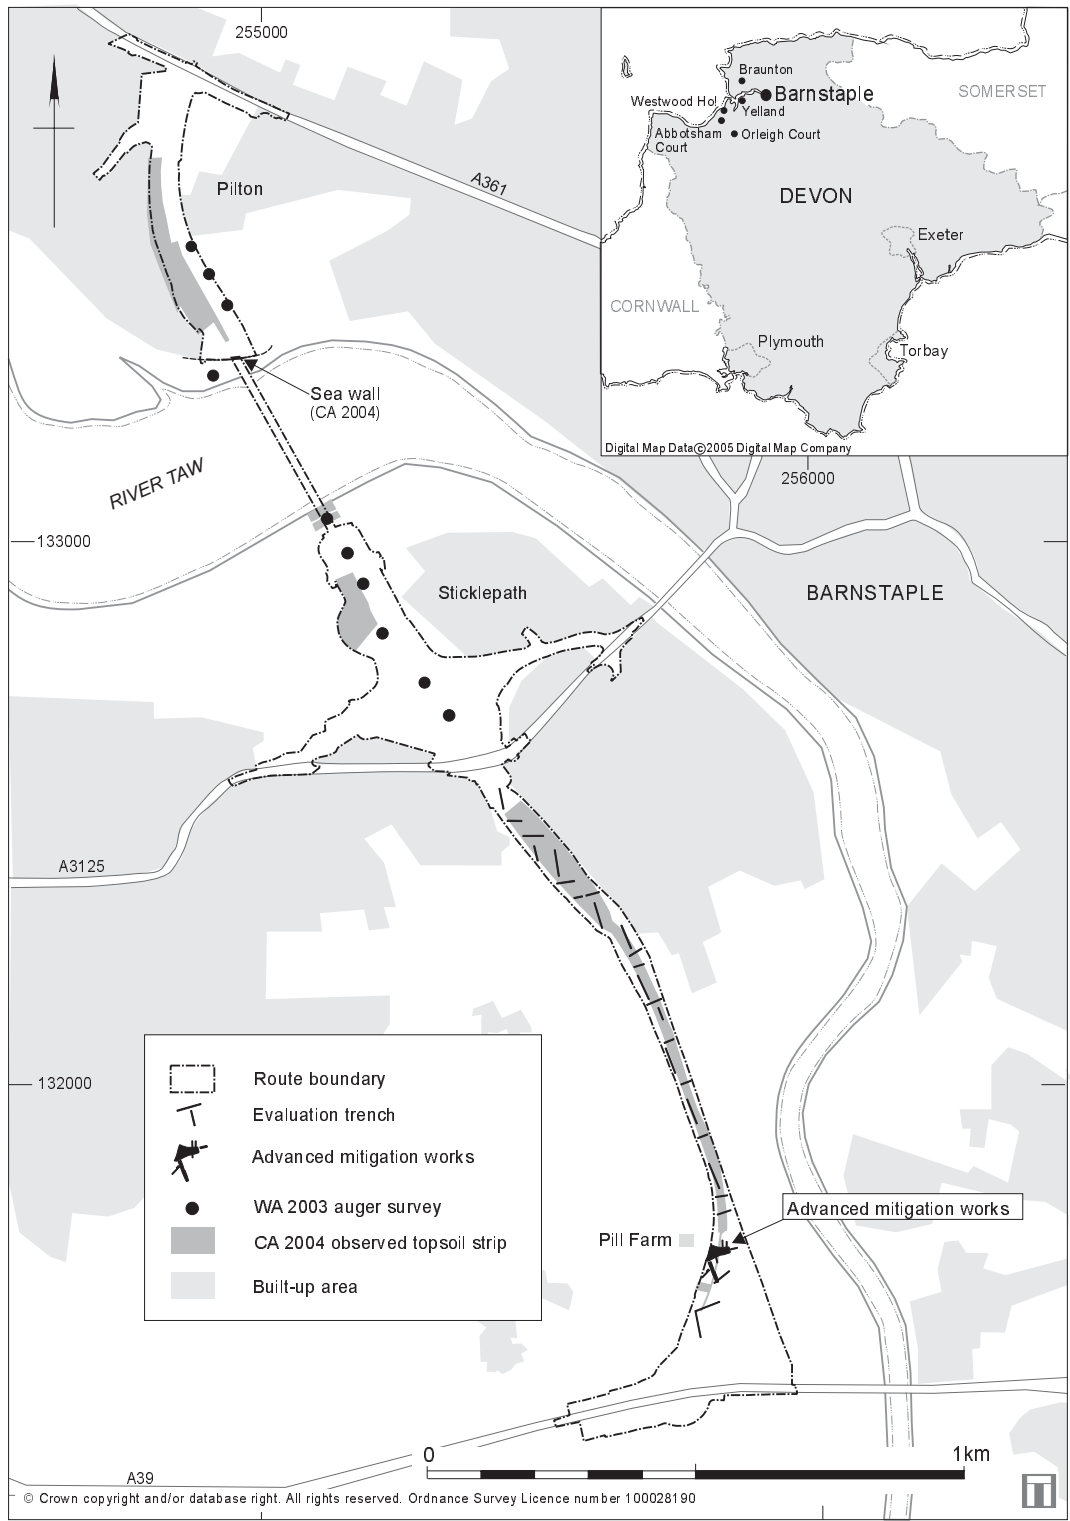 255000
Braunton
Barnstaple
SOMERSET
Westwood Ho!
Yelland
Abbotsham
Court
Orleigh Court
A361
Pilton
DEVON
Exeter
CORNWALL
Plymouth
Torbay
Sea wall
(CA 2004)
Digital Map Data©2005 Digital Map Company
RIVER TAW
256000
133000
Sticklepath
BARNSTAPLE
A3125
132000
Route boundary
Evaluation trench
Advanced mitigation works
WA 2003 auger survey
CA 2004 observed topsoil strip
Built-up area
Advanced mitigation works
Pill Farm
0
1km
A39
© Crown copyright and/or database right. All rights reserved. Ordnance Survey Licence number 100028190